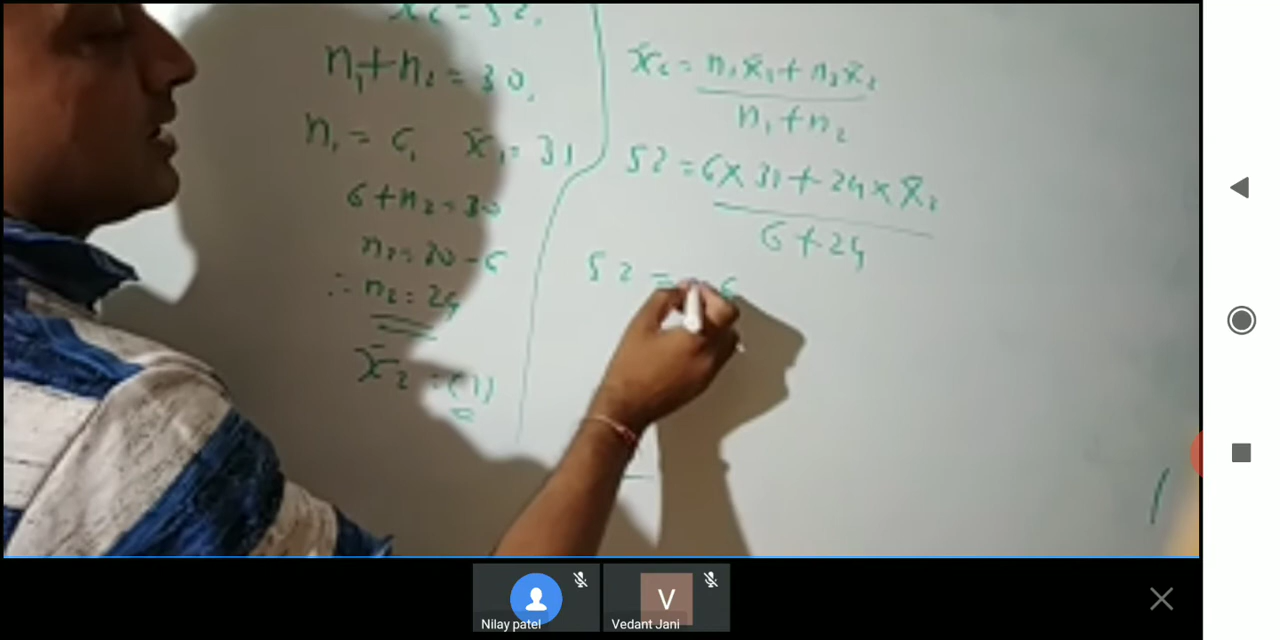 x̄c = 52,
n₁ + n₂ = 30,
n₁ = 6, x̄₁ = 31
6 + n₂ = 30
n₂ = 30 - 6
∴ n₂ = 24
x̄₂ = (?)
x̄c = n₁x̄₁ + n₂x̄₂
n₁ + n₂
52 = 6 × 31 + 24 × x̄₂
6 + 24
52 =
Nilay patel
V
Vedant Jani